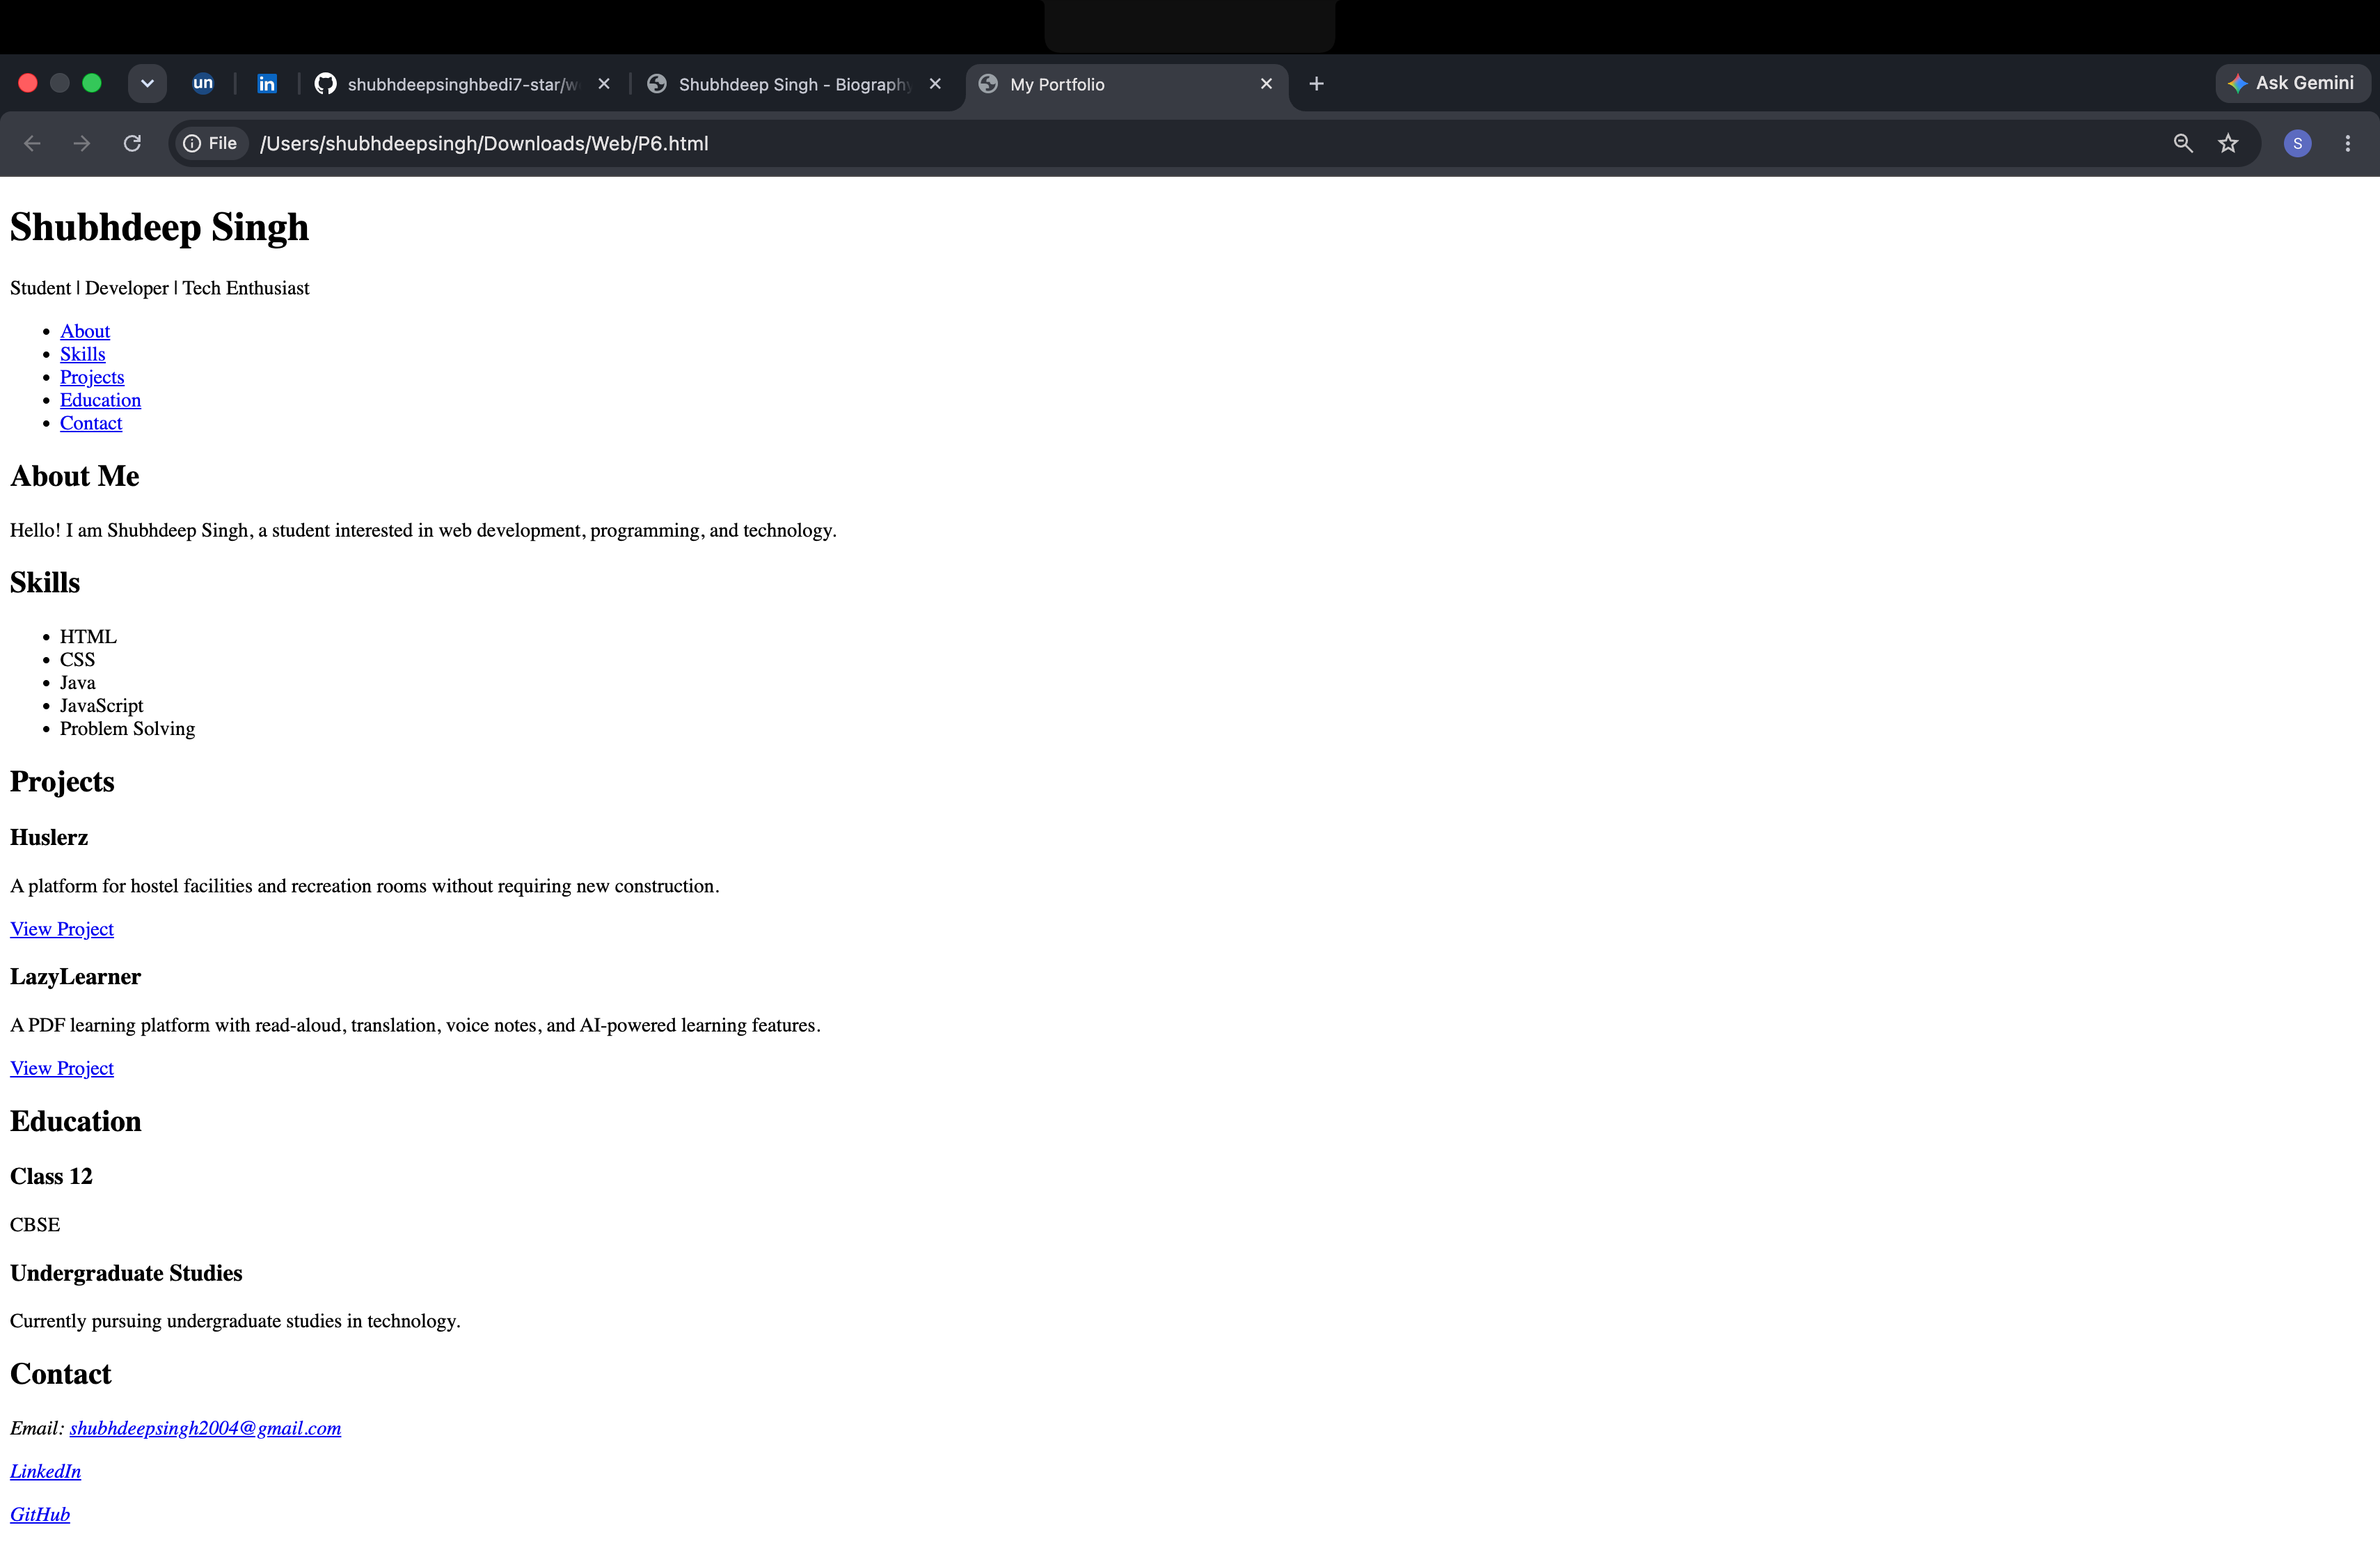 un
in
shubhdeepsinghbedi7-star/w
Shubhdeep Singh - Biography
My Portfolio
Ask Gemini
File
/Users/shubhdeepsingh/Downloads/Web/P6.html
S
Shubhdeep Singh
Student | Developer | Tech Enthusiast
About
Skills
Projects
Education
Contact
About Me
Hello! I am Shubhdeep Singh, a student interested in web development, programming, and technology.
Skills
HTML
CSS
Java
JavaScript
Problem Solving
Projects
Huslerz
A platform for hostel facilities and recreation rooms without requiring new construction.
View Project
LazyLearner
A PDF learning platform with read-aloud, translation, voice notes, and AI-powered learning features.
View Project
Education
Class 12
CBSE
Undergraduate Studies
Currently pursuing undergraduate studies in technology.
Contact
Email: shubhdeepsingh2004@gmail.com
LinkedIn
GitHub